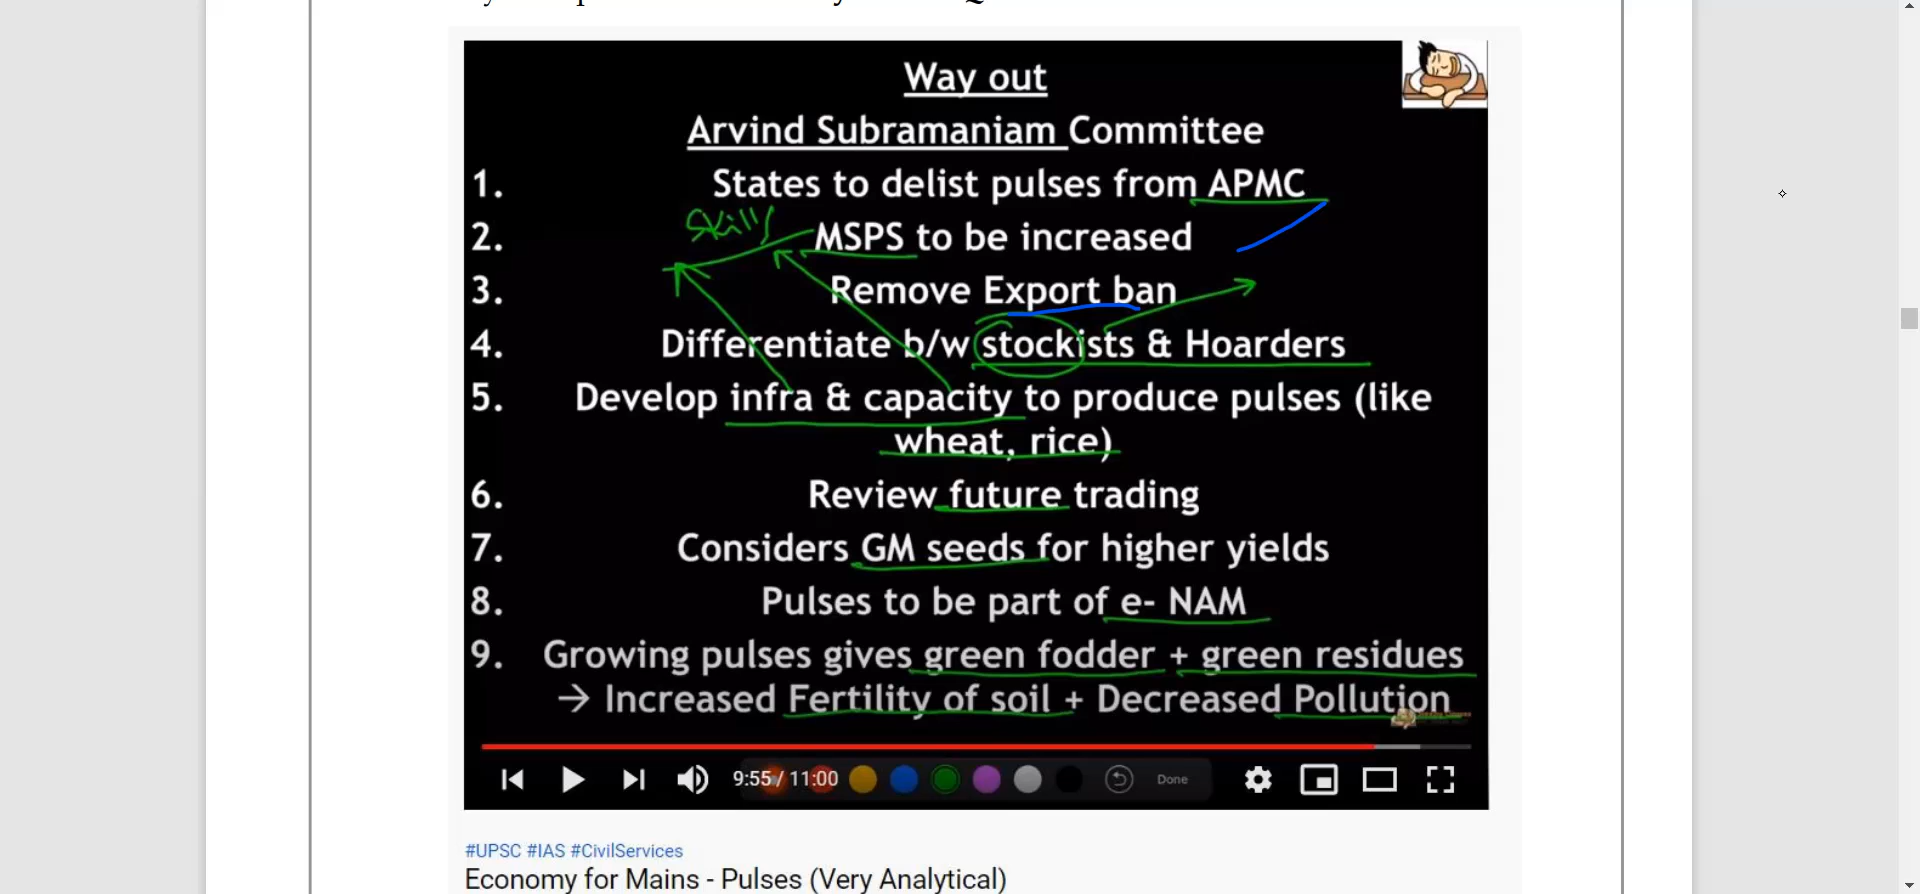 Way out
Arvind Subramaniam Committee
1. States to delist pulses from APMC
Skill
2. MSPS to be increased
3. Remove Export ban
4. Differentiate b/w stockists & Hoarders
5. Develop infra & capacity to produce pulses (like
wheat, rice)
6. Review future trading
7. Considers GM seeds for higher yields
8. Pulses to be part of e- NAM
9. Growing pulses gives green fodder + green residues
→ Increased Fertility of soil + Decreased Pollution
9:55 / 11:00 Done
#UPSC #IAS #CivilServices
Economy for Mains - Pulses (Very Analytical)